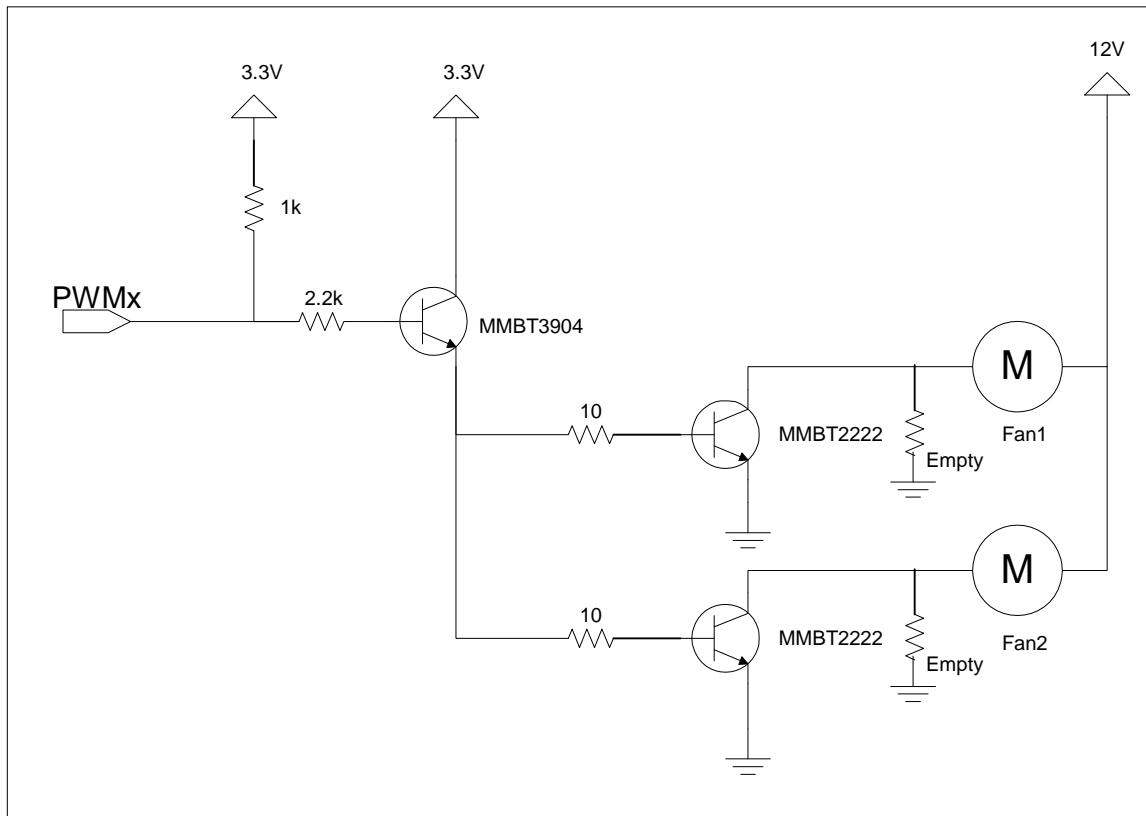 12V
3.3V
3.3V
1k
PWMx
2.2k
MMBT3904
M
10
MMBT2222
Fan1
Empty
M
10
MMBT2222
Fan2
Empty